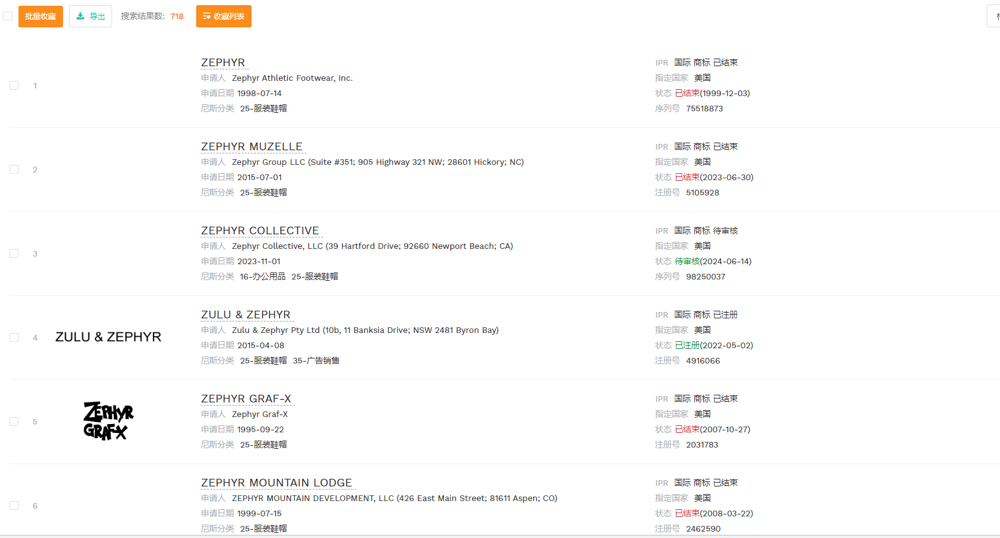 批量收藏 导出 搜索结果数: 718 收藏列表
1
ZEPHYR
申请人 Zephyr Athletic Footwear, Inc.
申请日期 1998-07-14
尼斯分类 25-服装鞋帽
IPR 国际 商标 已结束
指定国家 美国
状态 已结束(1999-12-03)
序列号 75518873
2
ZEPHYR MUZELLE
申请人 Zephyr Group LLC (Suite #351; 905 Highway 321 NW; 28601 Hickory; NC)
申请日期 2015-07-01
尼斯分类 25-服装鞋帽
IPR 国际 商标 已结束
指定国家 美国
状态 已结束(2023-06-30)
注册号 5105928
3
ZEPHYR COLLECTIVE
申请人 Zephyr Collective, LLC (39 Hartford Drive; 92660 Newport Beach; CA)
申请日期 2023-11-01
尼斯分类 16-办公用品 25-服装鞋帽
IPR 国际 商标 待审核
指定国家 美国
状态 待审核(2024-06-14)
序列号 98250037
4
ZULU & ZEPHYR
ZULU & ZEPHYR
申请人 Zulu & Zephyr Pty Ltd (10b, 11 Banksia Drive; NSW 2481 Byron Bay)
申请日期 2015-04-08
尼斯分类 25-服装鞋帽 35-广告销售
IPR 国际 商标 已注册
指定国家 美国
状态 已注册(2022-05-02)
注册号 4916066
5
ZEPHYR
GRAF-X
ZEPHYR GRAF-X
申请人 Zephyr Graf-X
申请日期 1995-09-22
尼斯分类 25-服装鞋帽
IPR 国际 商标 已结束
指定国家 美国
状态 已结束(2007-10-27)
注册号 2031783
6
ZEPHYR MOUNTAIN LODGE
申请人 ZEPHYR MOUNTAIN DEVELOPMENT, LLC (426 East Main Street; 81611 Aspen; CO)
申请日期 1999-07-15
尼斯分类 25-服装鞋帽
IPR 国际 商标 已结束
指定国家 美国
状态 已结束(2008-03-22)
注册号 2462590